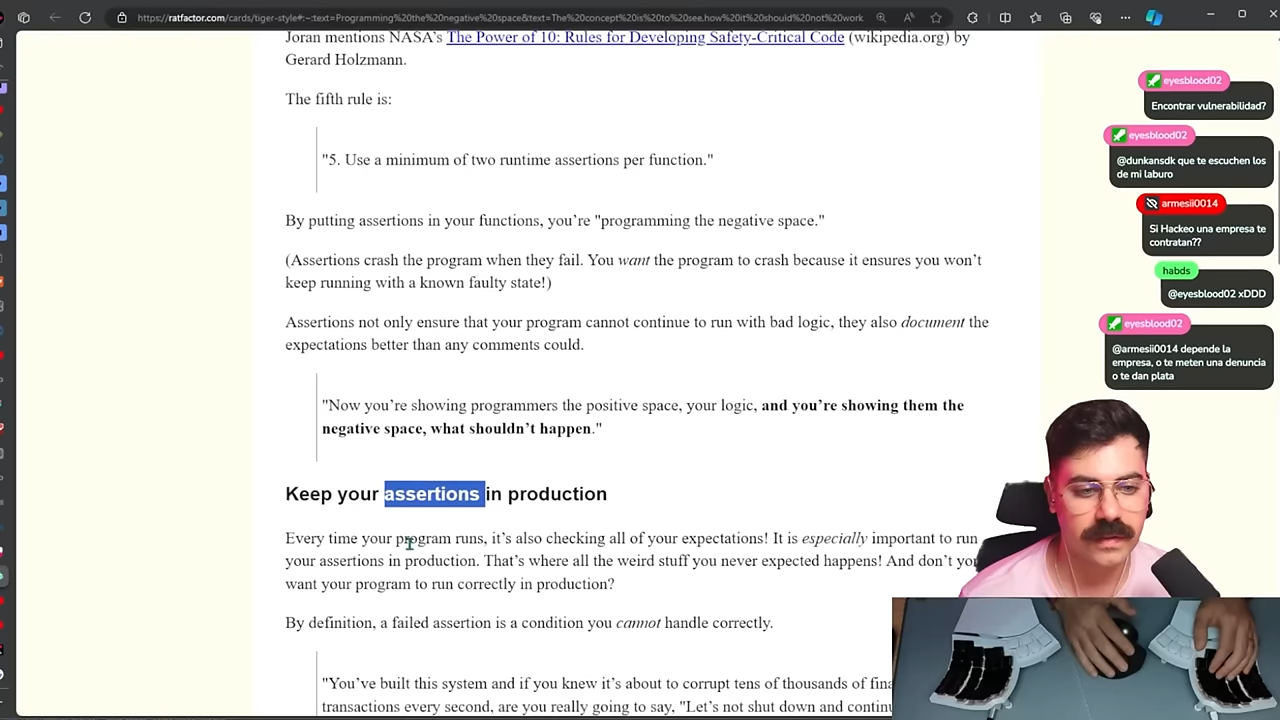 https://ratfactor.com/cards/tiger-style#:~:text=Programming%20the%20negative%20space&text=The%20concept%20is%20to%20see,how%20it%20should%20not%20work
Joran mentions NASA's The Power of 10: Rules for Developing Safety-Critical Code (wikipedia.org) by
Gerard Holzmann.
The fifth rule is:
"5. Use a minimum of two runtime assertions per function."
By putting assertions in your functions, you're "programming the negative space."
(Assertions crash the program when they fail. You want the program to crash because it ensures you won't
keep running with a known faulty state!)
Assertions not only ensure that your program cannot continue to run with bad logic, they also document the
expectations better than any comments could.
"Now you're showing programmers the positive space, your logic, and you're showing them the
negative space, what shouldn't happen."
Keep your assertions in production
Every time your program runs, it's also checking all of your expectations! It is especially important to run
your assertions in production. That's where all the weird stuff you never expected happens! And don't you
want your program to run correctly in production?
By definition, a failed assertion is a condition you cannot handle correctly.
"You've built this system and if you knew it's about to corrupt tens of thousands of fina
transactions every second, are you really going to say, "Let's not shut down and continu
eyesblood02
Encontrar vulnerabilidad?
eyesblood02
@dunkansdk que te escuchen los
de mi laburo
armesii0014
Si Hackeo una empresa te
contratan??
habds
@eyesblood02 xDDD
eyesblood02
@armesii0014 depende la
empresa, o te meten una denuncia
o te dan plata